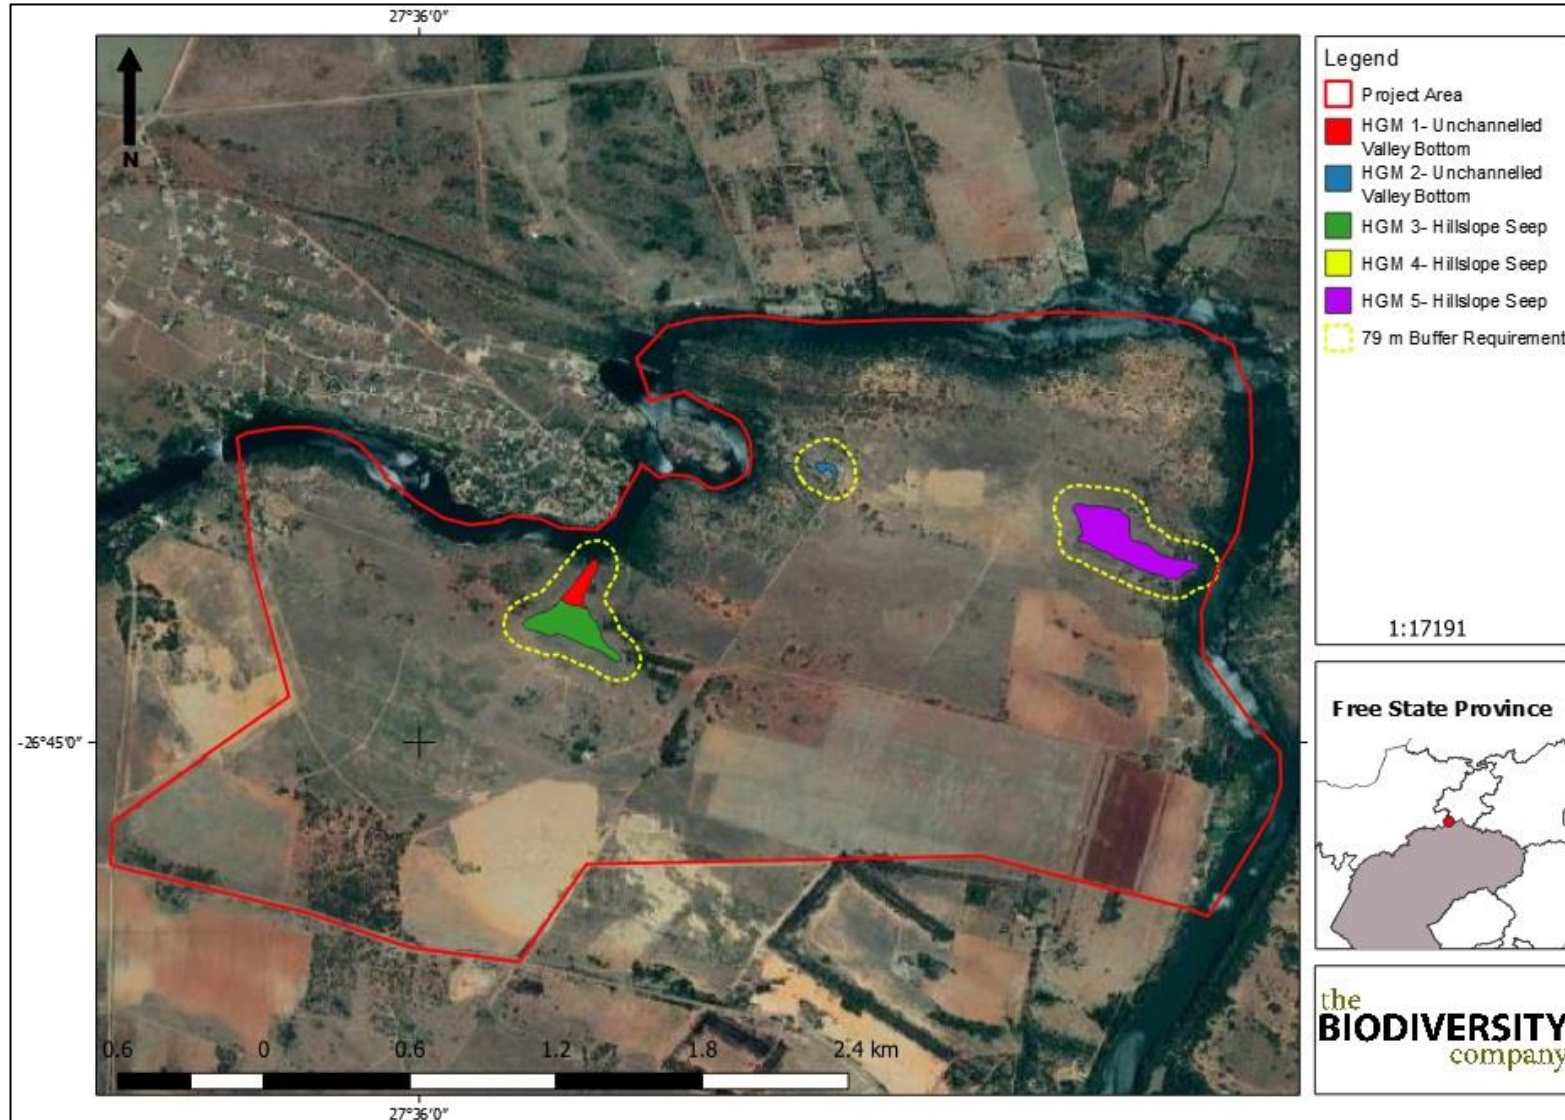 27°36′0″
N
-26°45′0″
0.6 0 0.6 1.2 1.8 2.4 km
27°36′0″
Legend
Project Area
HGM 1- Unchannelled
Valley Bottom
HGM 2- Unchannelled
Valley Bottom
HGM 3- Hillslope Seep
HGM 4- Hillslope Seep
HGM 5- Hillslope Seep
79 m Buffer Requirement
1:17191
Free State Province
the
BIODIVERSITY
company